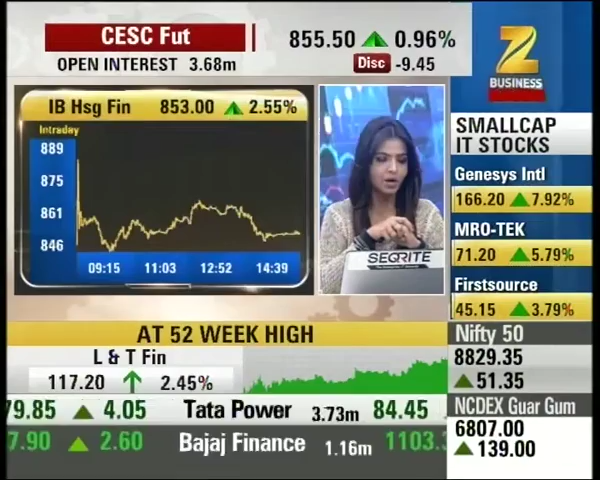 CESC Fut
855.50 0.96%
OPEN INTEREST 3.68m
Disc -9.45
Z
BUSINESS
IB Hsg Fin 853.00 2.55%
Intraday
889
875
861
846
09:15 11:03 12:52 14:39
SEQRITE
SMALLCAP
IT STOCKS
Genesys Intl
166.20 7.92%
MRO-TEK
71.20 5.79%
Firstsource
45.15 3.79%
AT 52 WEEK HIGH
L & T Fin
117.20 2.45%
Nifty 50
8829.35
51.35
NCDEX Guar Gum
6807.00
139.00
79.85 4.05 Tata Power 3.73m 84.45
7.90 2.60 Bajaj Finance 1.16m 1103.